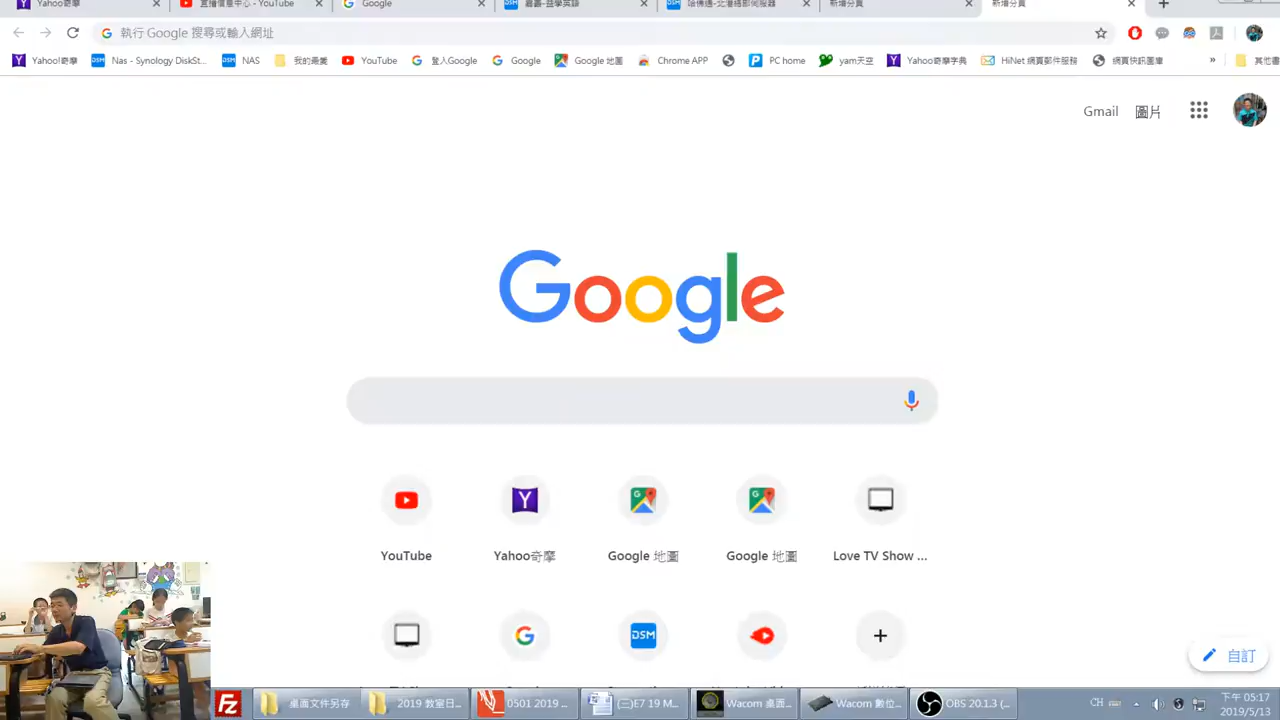 Yahoo奇摩
直播資訊中心 - YouTube
Google
新增分頁
新增分頁
執行 Google 搜尋或輸入網址
Yahoo!奇摩
Nas - Synology DiskSt...
NAS
我的最愛
YouTube
登入Google
Google
Google 地圖
Chrome APP
PC home
yam天空
Yahoo奇摩字典
HiNet 網頁郵件服務
網頁快訊圖庫
»
其他書
Gmail
圖片
Google
YouTube
Yahoo奇摩
Google 地圖
Google 地圖
Love TV Show ...
DSM
自訂
桌面文件另存
2019 教室日...
0501 2019 ...
(三)E7 19 M...
Wacom 桌面...
Wacom 數位...
OBS 20.1.3 (...
CH
下午 05:17
2019/5/13